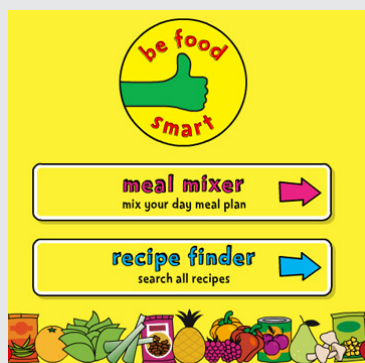 be food
smart
meal mixer
mix your day meal plan
recipe finder
search all recipes